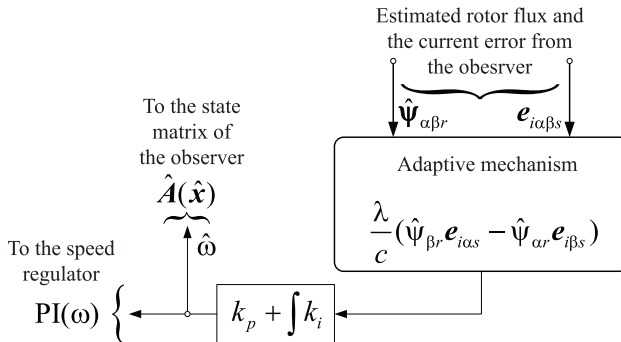 Estimated rotor flux and
the current error from
the obesrver
ψ̂αβr
eiαβs
To the state
matrix of
the observer
Â(x̂)
ω̂
Adaptive mechanism
λ/c (ψ̂βr eiαs − ψ̂αr eiβs)
To the speed
regulator
PI(ω) {
kp + ∫ki